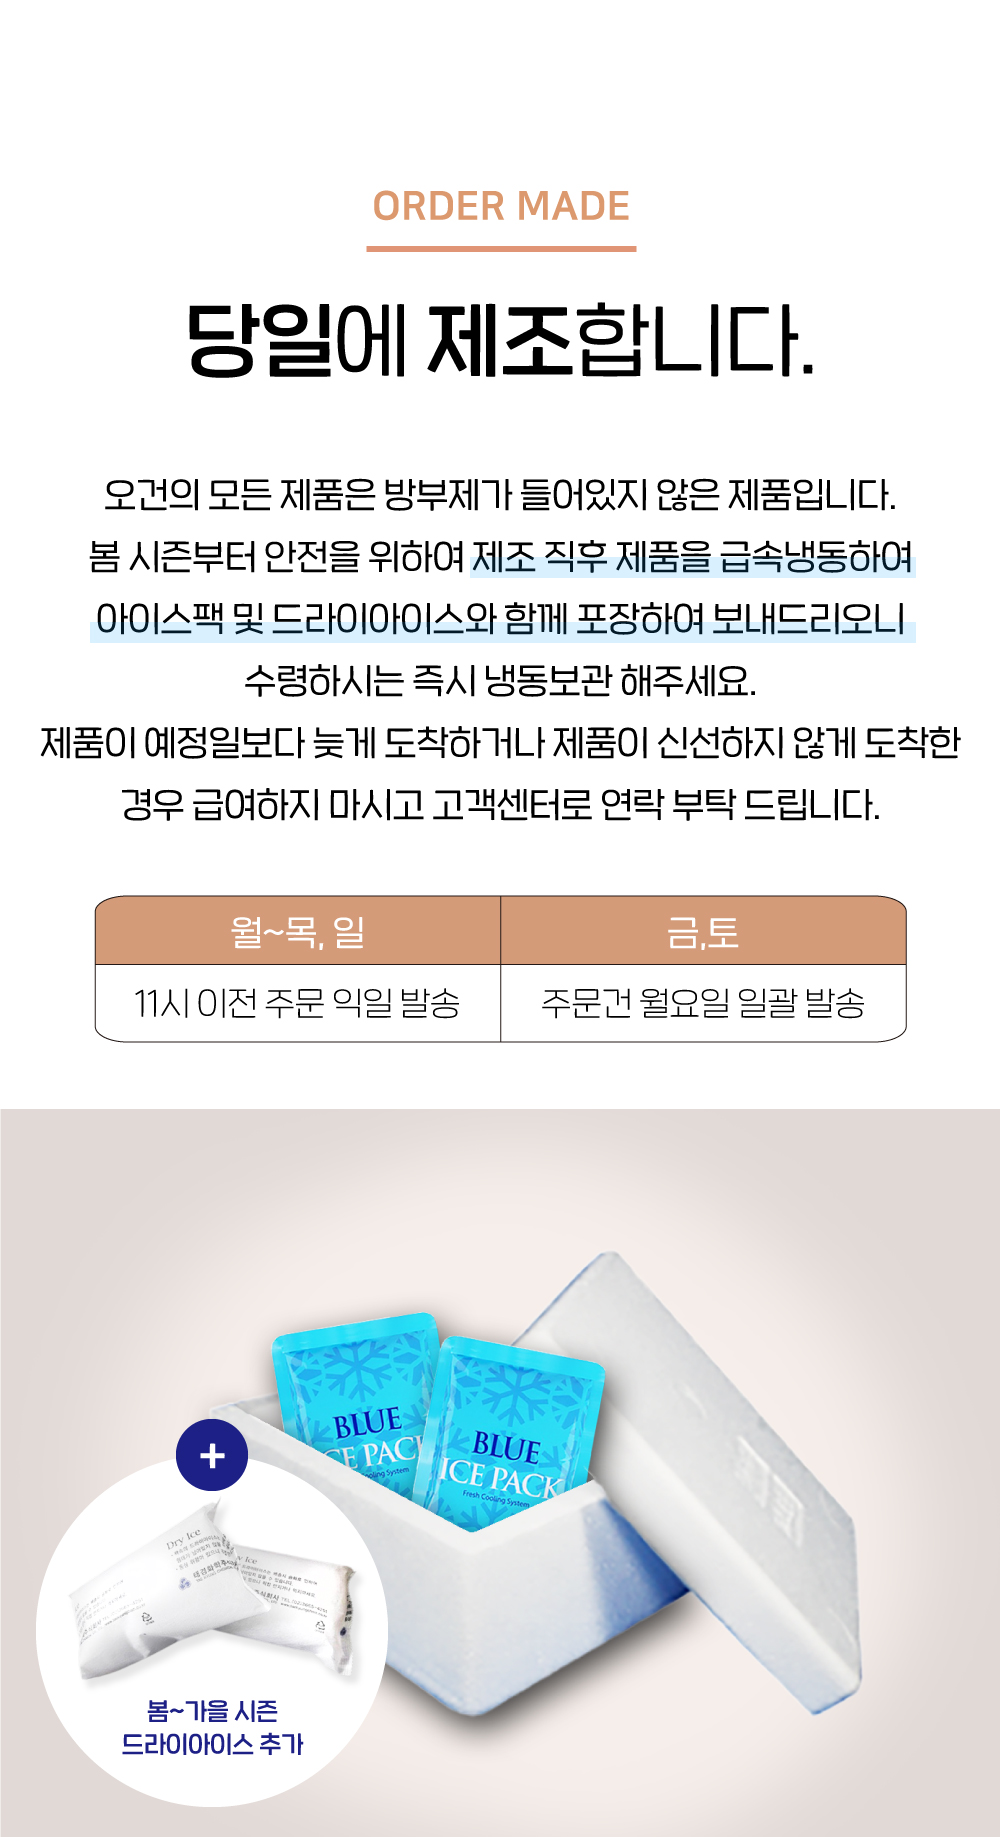 ORDER MADE
당일에 제조합니다.
오건의 모든 제품은 방부제가 들어있지 않은 제품입니다.
봄 시즌부터 안전을 위하여 제조 직후 제품을 급속냉동하여
아이스팩 및 드라이아이스와 함께 포장하여 보내드리오니
수령하시는 즉시 냉동보관 해주세요.
제품이 예정일보다 늦게 도착하거나 제품이 신선하지 않게 도착한
경우 급여하지 마시고 고객센터로 연락 부탁 드립니다.
월~목, 일
금,토
11시 이전 주문 익일 발송
주문건 월요일 일괄 발송
BLUE
CE PAC
ooling System
BLUE
ICE PACK
Fresh Cooling System
+
Dry Ice
y Ice
태경화학
봄~가을 시즌
드라이아이스 추가